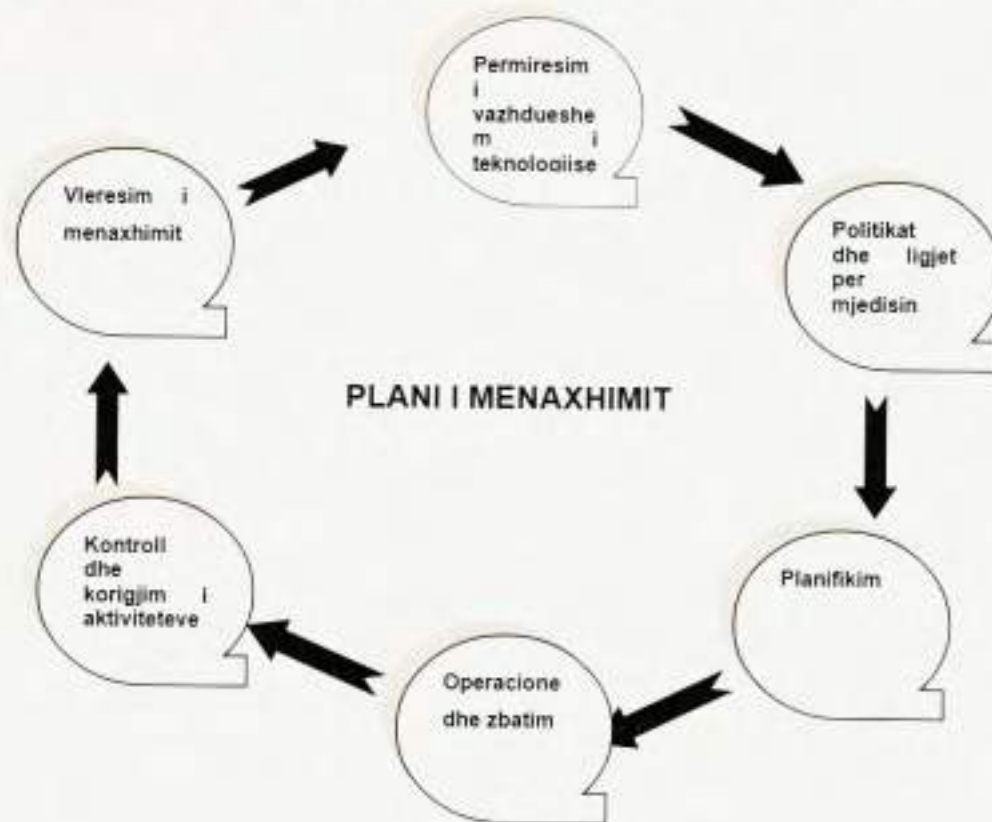 Permiresim
i
vazhdueshe
m i
teknologjise
Vleresim i
menaxhimit
Politikat
dhe ligjet
per
mjedisin
PLANI I MENAXHIMIT
Kontroll
dhe
korigjim i
aktiviteteve
Planifikim
Operacione
dhe zbatim